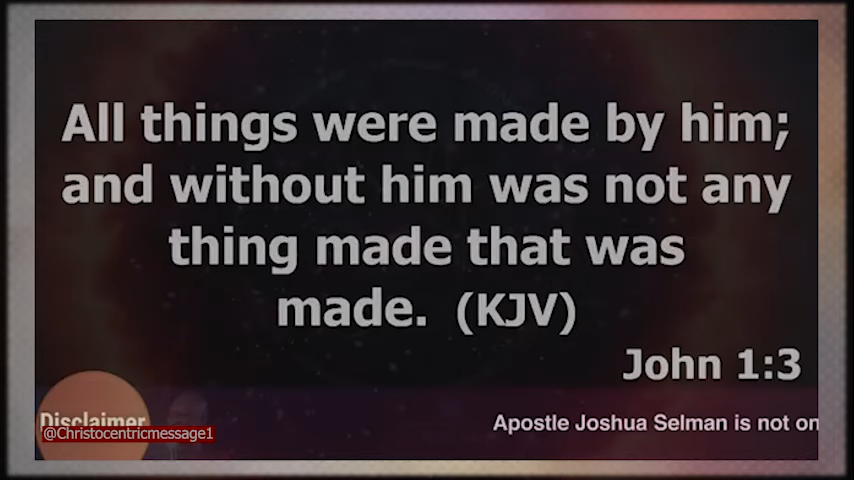 All things were made by him;
and without him was not any
thing made that was
made. (KJV)
John 1:3
Disclaimer
@Christocentricmessage1
Apostle Joshua Selman is not on